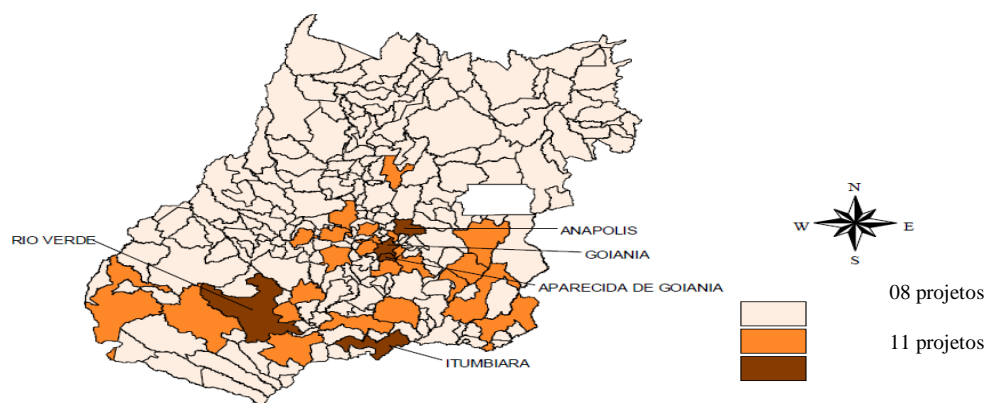 N
W E
S
ANAPOLIS
RIO VERDE
GOIANIA
APARECIDA DE GOIANIA
08 projetos
11 projetos
ITUMBIARA